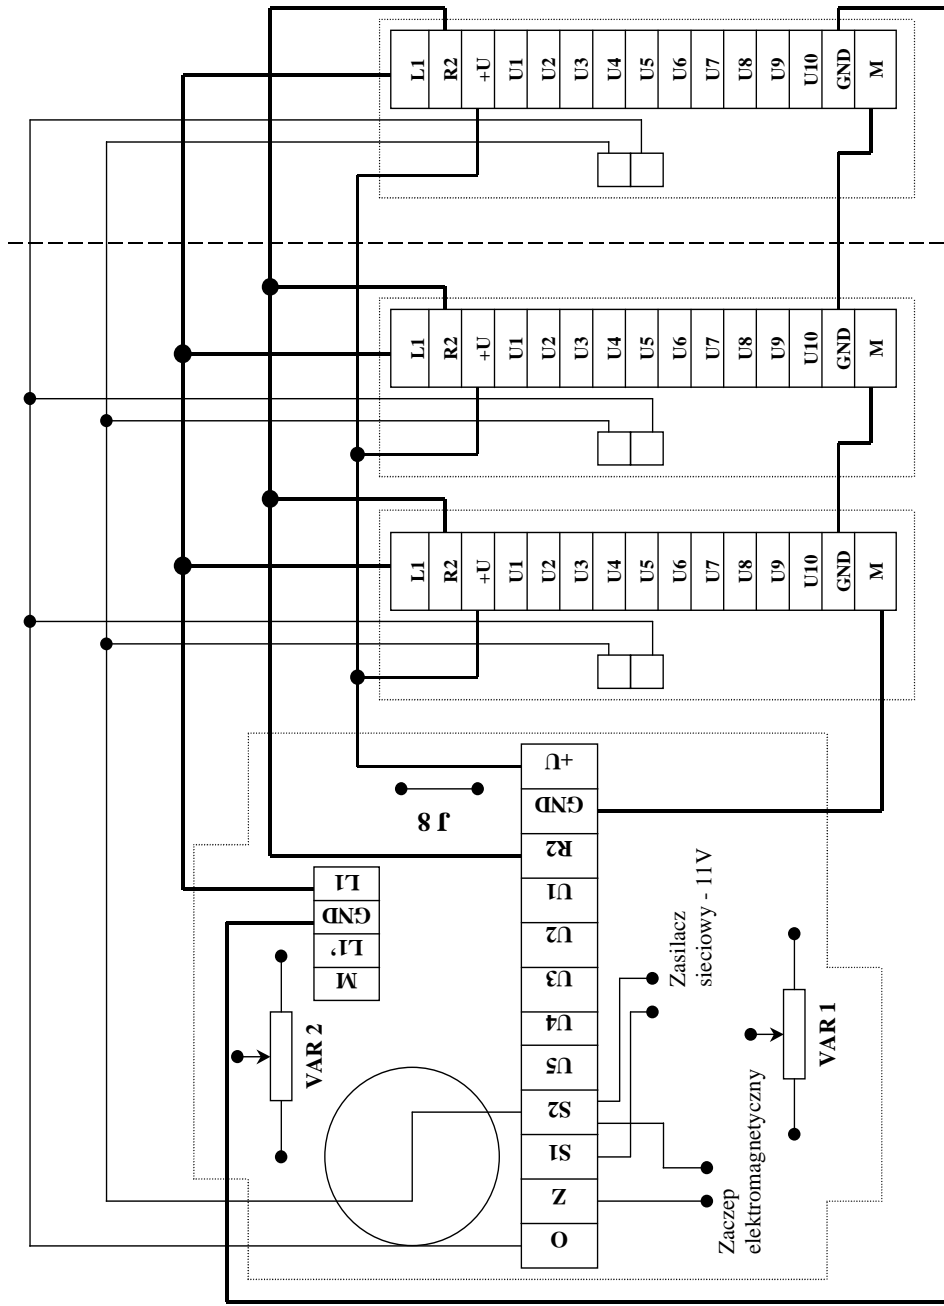 L1
R2
+U
U1
U2
U3
U4
U5
U6
U7
U8
U9
U10
GND
M
L1
R2
+U
U1
U2
U3
U4
U5
U6
U7
U8
U9
U10
GND
M
L1
R2
+U
U1
U2
U3
U4
U5
U6
U7
U8
U9
U10
GND
M
+U
GND
R2
U1
U2
U3
U4
U5
S2
S1
Z
O
J 8
L1
GND
L1’
M
VAR 2
Zasilacz
sieciowy - 11V
VAR 1
Zaczep
elektromagnetyczny